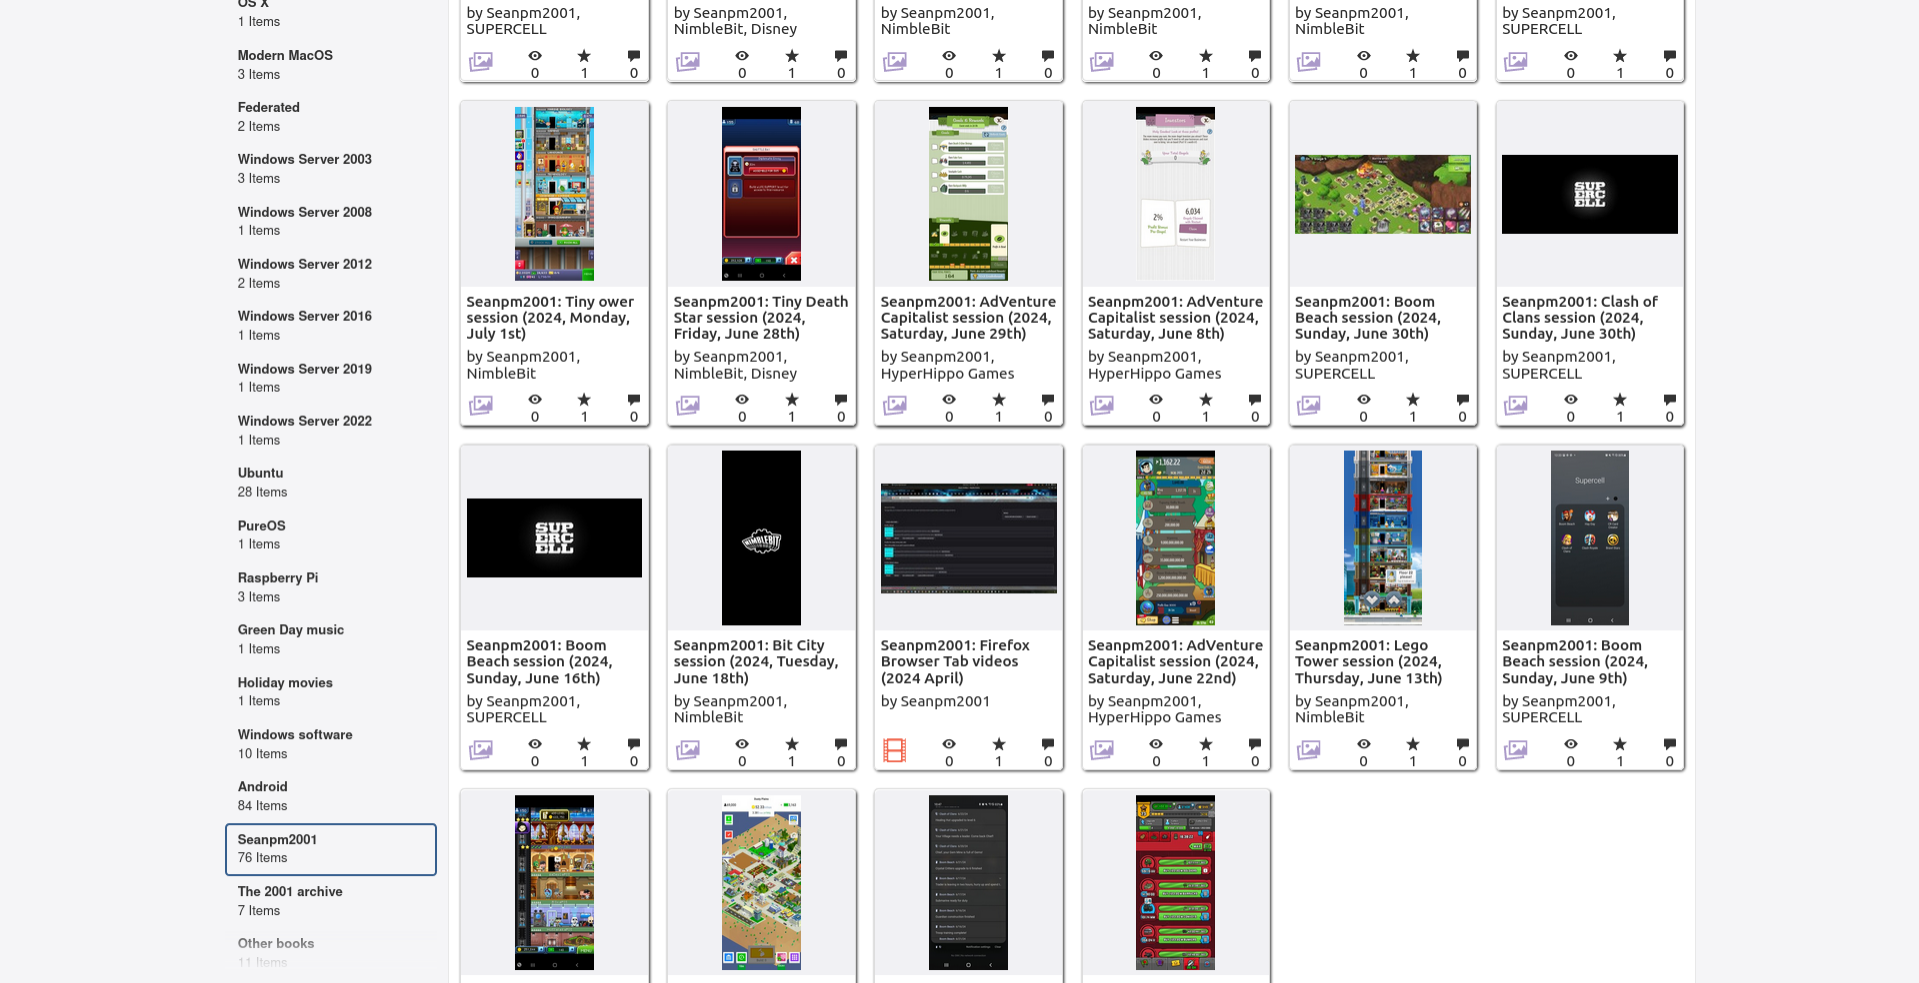 OS X
1 Items
Modern MacOS
3 Items
Federated
2 Items
Windows Server 2003
3 Items
Windows Server 2008
1 Items
Windows Server 2012
2 Items
Windows Server 2016
1 Items
Windows Server 2019
1 Items
Windows Server 2022
1 Items
Ubuntu
28 Items
PureOS
1 Items
Raspberry Pi
3 Items
Green Day music
1 Items
Holiday movies
1 Items
Windows software
10 Items
Android
84 Items
Seanpm2001
76 Items
The 2001 archive
7 Items
Other books
11 Items
by Seanpm2001,
SUPERCELL
0 1 0
by Seanpm2001,
NimbleBit, Disney
0 1 0
by Seanpm2001,
NimbleBit
0 1 0
by Seanpm2001,
NimbleBit
0 1 0
by Seanpm2001,
NimbleBit
0 1 0
by Seanpm2001,
SUPERCELL
0 1 0
Seanpm2001: Tiny ower
session (2024, Monday,
July 1st)
by Seanpm2001,
NimbleBit
0 1 0
Seanpm2001: Tiny Death
Star session (2024,
Friday, June 28th)
by Seanpm2001,
NimbleBit, Disney
0 1 0
Seanpm2001: AdVenture
Capitalist session (2024,
Saturday, June 29th)
by Seanpm2001,
HyperHippo Games
0 1 0
2%
6,034
Seanpm2001: AdVenture
Capitalist session (2024,
Saturday, June 8th)
by Seanpm2001,
HyperHippo Games
0 1 0
Seanpm2001: Boom
Beach session (2024,
Sunday, June 30th)
by Seanpm2001,
SUPERCELL
0 1 0
SUP
ERC
ELL
Seanpm2001: Clash of
Clans session (2024,
Sunday, June 30th)
by Seanpm2001,
SUPERCELL
0 1 0
SUP
ERC
ELL
Seanpm2001: Boom
Beach session (2024,
Sunday, June 16th)
by Seanpm2001,
SUPERCELL
0 1 0
NIMBLEBIT
Seanpm2001: Bit City
session (2024, Tuesday,
June 18th)
by Seanpm2001,
NimbleBit
0 1 0
Seanpm2001: Firefox
Browser Tab videos
(2024 April)
by Seanpm2001
0 1 0
Seanpm2001: AdVenture
Capitalist session (2024,
Saturday, June 22nd)
by Seanpm2001,
HyperHippo Games
0 1 0
Seanpm2001: Lego
Tower session (2024,
Thursday, June 13th)
by Seanpm2001,
NimbleBit
0 1 0
Supercell
Seanpm2001: Boom
Beach session (2024,
Sunday, June 9th)
by Seanpm2001,
SUPERCELL
0 1 0